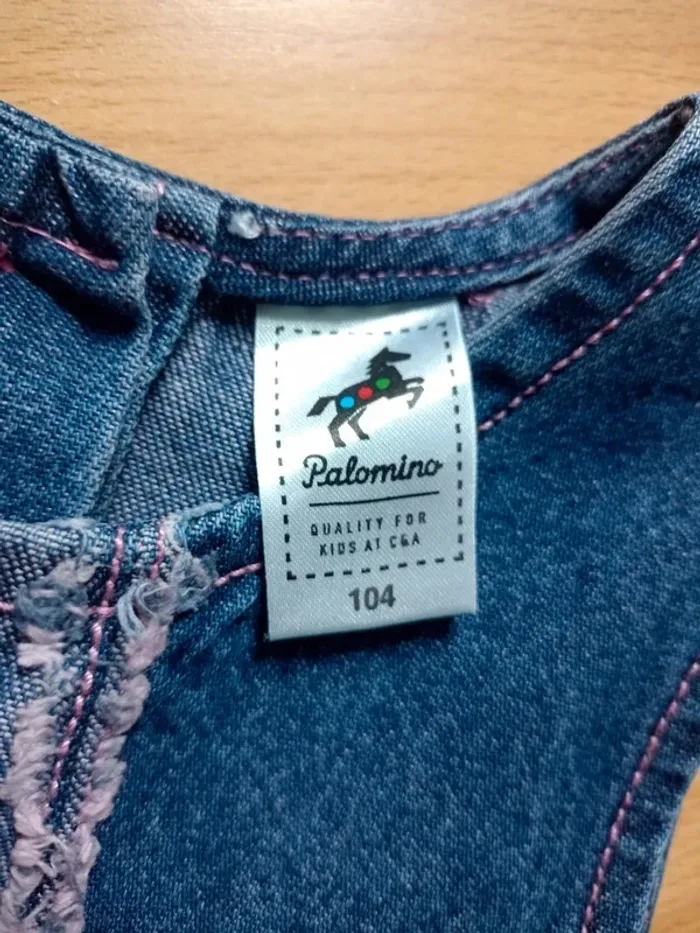 Palomino
QUALITY FOR
KIDS AT C&A
104